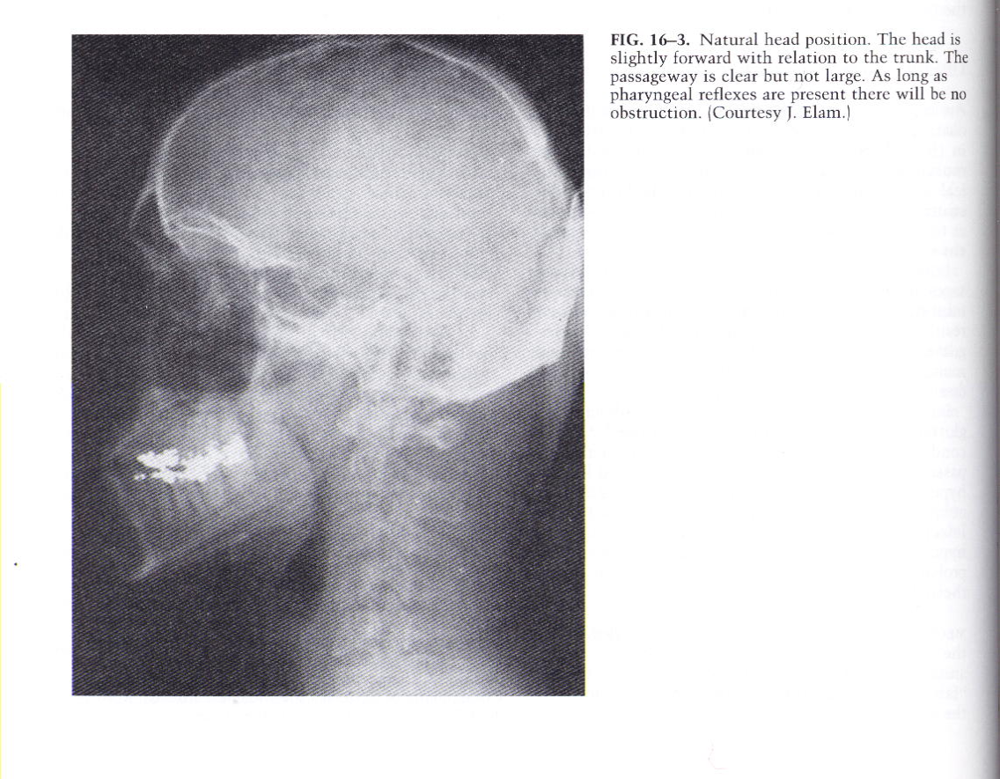 FIG. 16–3. Natural head position. The head is
slightly forward with relation to the trunk. The
passageway is clear but not large. As long as
pharyngeal reflexes are present there will be no
obstruction. (Courtesy J. Elam.)